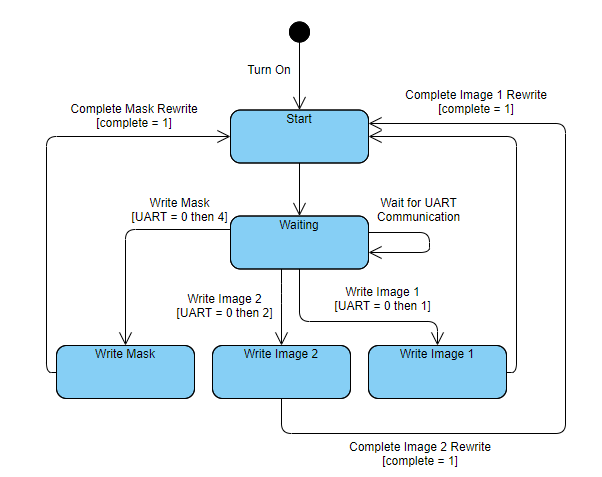 Turn On
Complete Mask Rewrite
[complete = 1]
Complete Image 1 Rewrite
[complete = 1]
Start
Write Mask
[UART = 0 then 4]
Wait for UART
Communication
Waiting
Write Image 2
[UART = 0 then 2]
Write Image 1
[UART = 0 then 1]
Write Mask
Write Image 2
Write Image 1
Complete Image 2 Rewrite
[complete = 1]